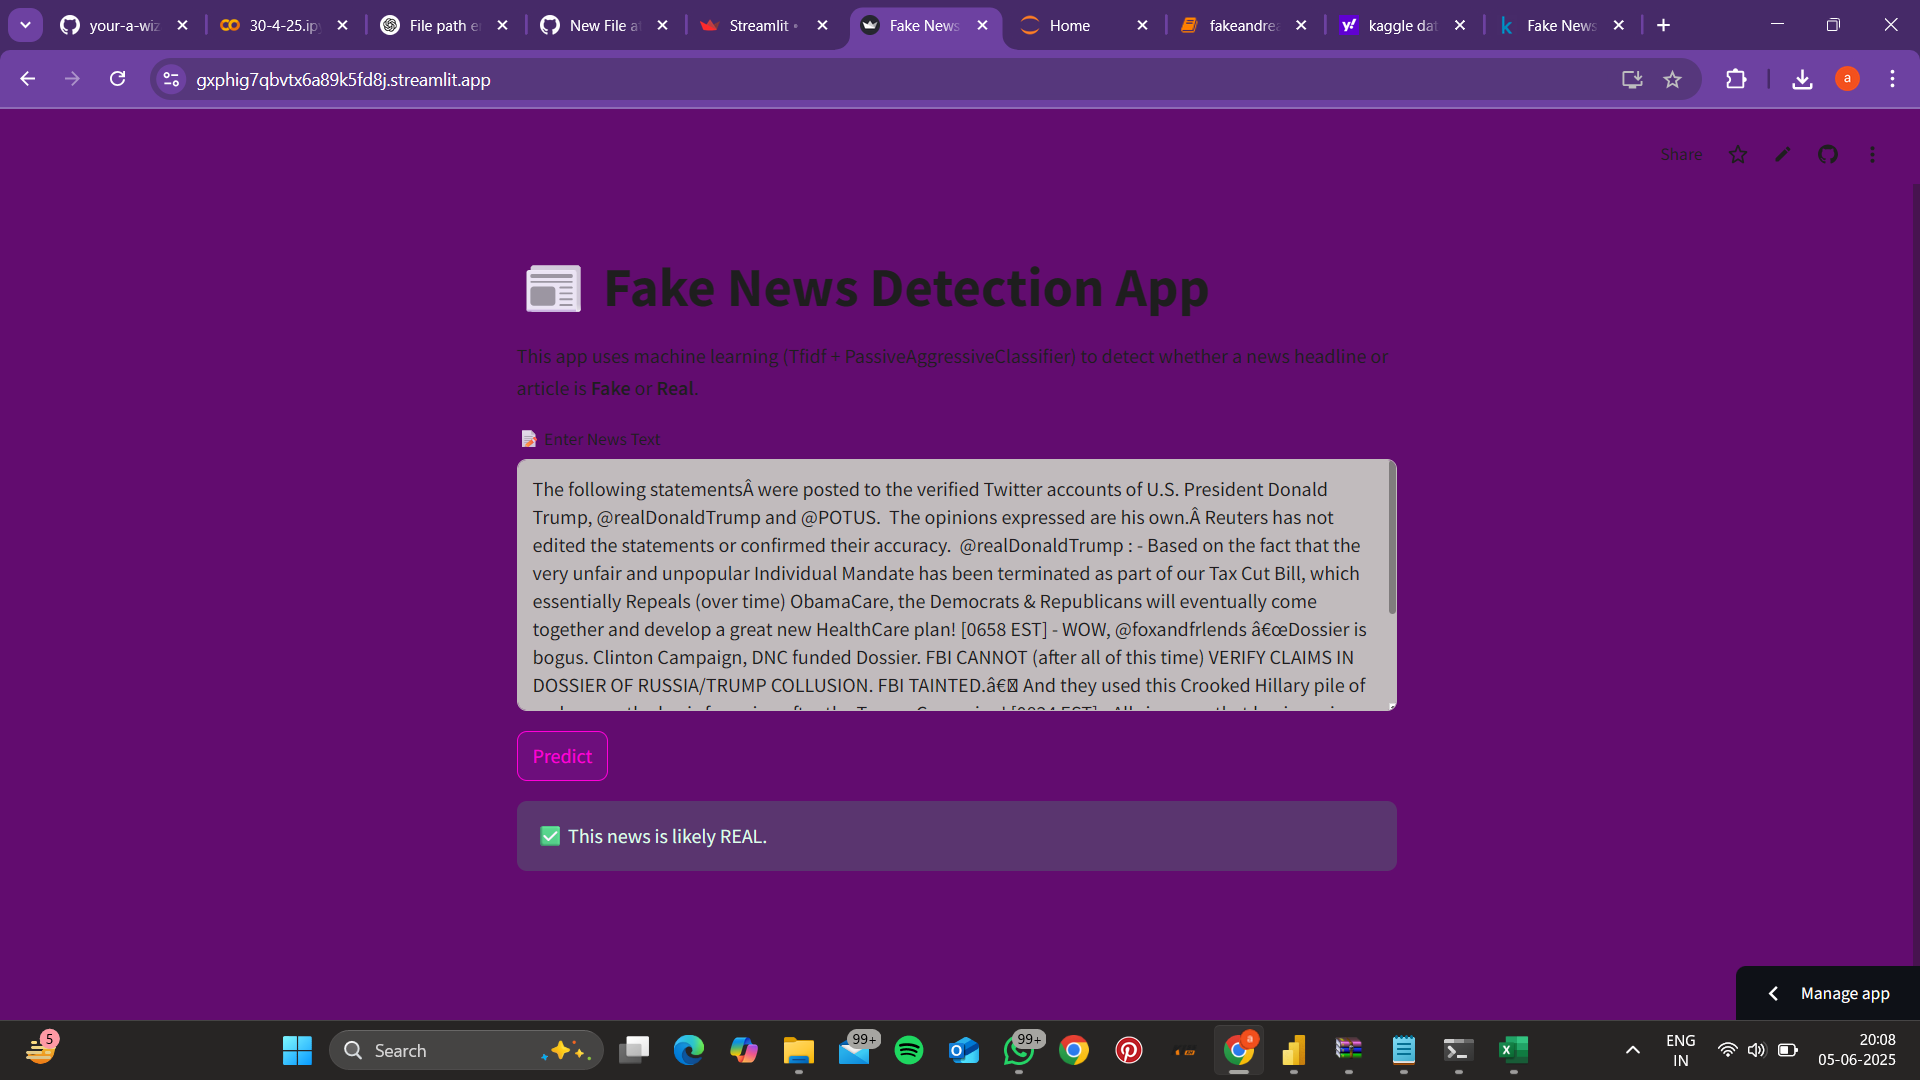 your-a-wiz
30-4-25.ip
File path e
New File a
Streamlit •
Fake News
Home
fakeandrea
kaggle dat
Fake News
gxphig7qbvtx6a89k5fd8j.streamlit.app
a
Share
Fake News Detection App
This app uses machine learning (Tfidf + PassiveAggressiveClassifier) to detect whether a news headline or
article is Fake or Real.
Enter News Text
The following statementsÂ were posted to the verified Twitter accounts of U.S. President Donald
Trump, @realDonaldTrump and @POTUS.  The opinions expressed are his own.Â Reuters has not
edited the statements or confirmed their accuracy.  @realDonaldTrump : - Based on the fact that the
very unfair and unpopular Individual Mandate has been terminated as part of our Tax Cut Bill, which
essentially Repeals (over time) ObamaCare, the Democrats & Republicans will eventually come
together and develop a great new HealthCare plan! [0658 EST] - WOW, @foxandfrlends â€œDossier is
bogus. Clinton Campaign, DNC funded Dossier. FBI CANNOT (after all of this time) VERIFY CLAIMS IN
DOSSIER OF RUSSIA/TRUMP COLLUSION. FBI TAINTED.â€ And they used this Crooked Hillary pile of
Predict
This news is likely REAL.
Manage app
5
Search
99+
99+
a
ENG
IN
20:08
05-06-2025